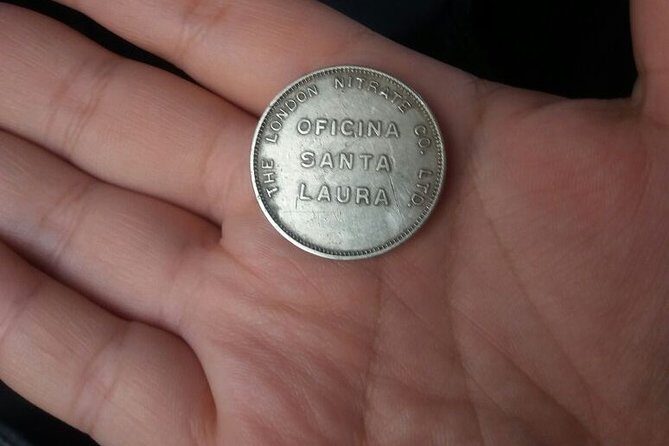 THE LONDON NITRATE CO. LTD.
OFICINA
SANTA
LAURA